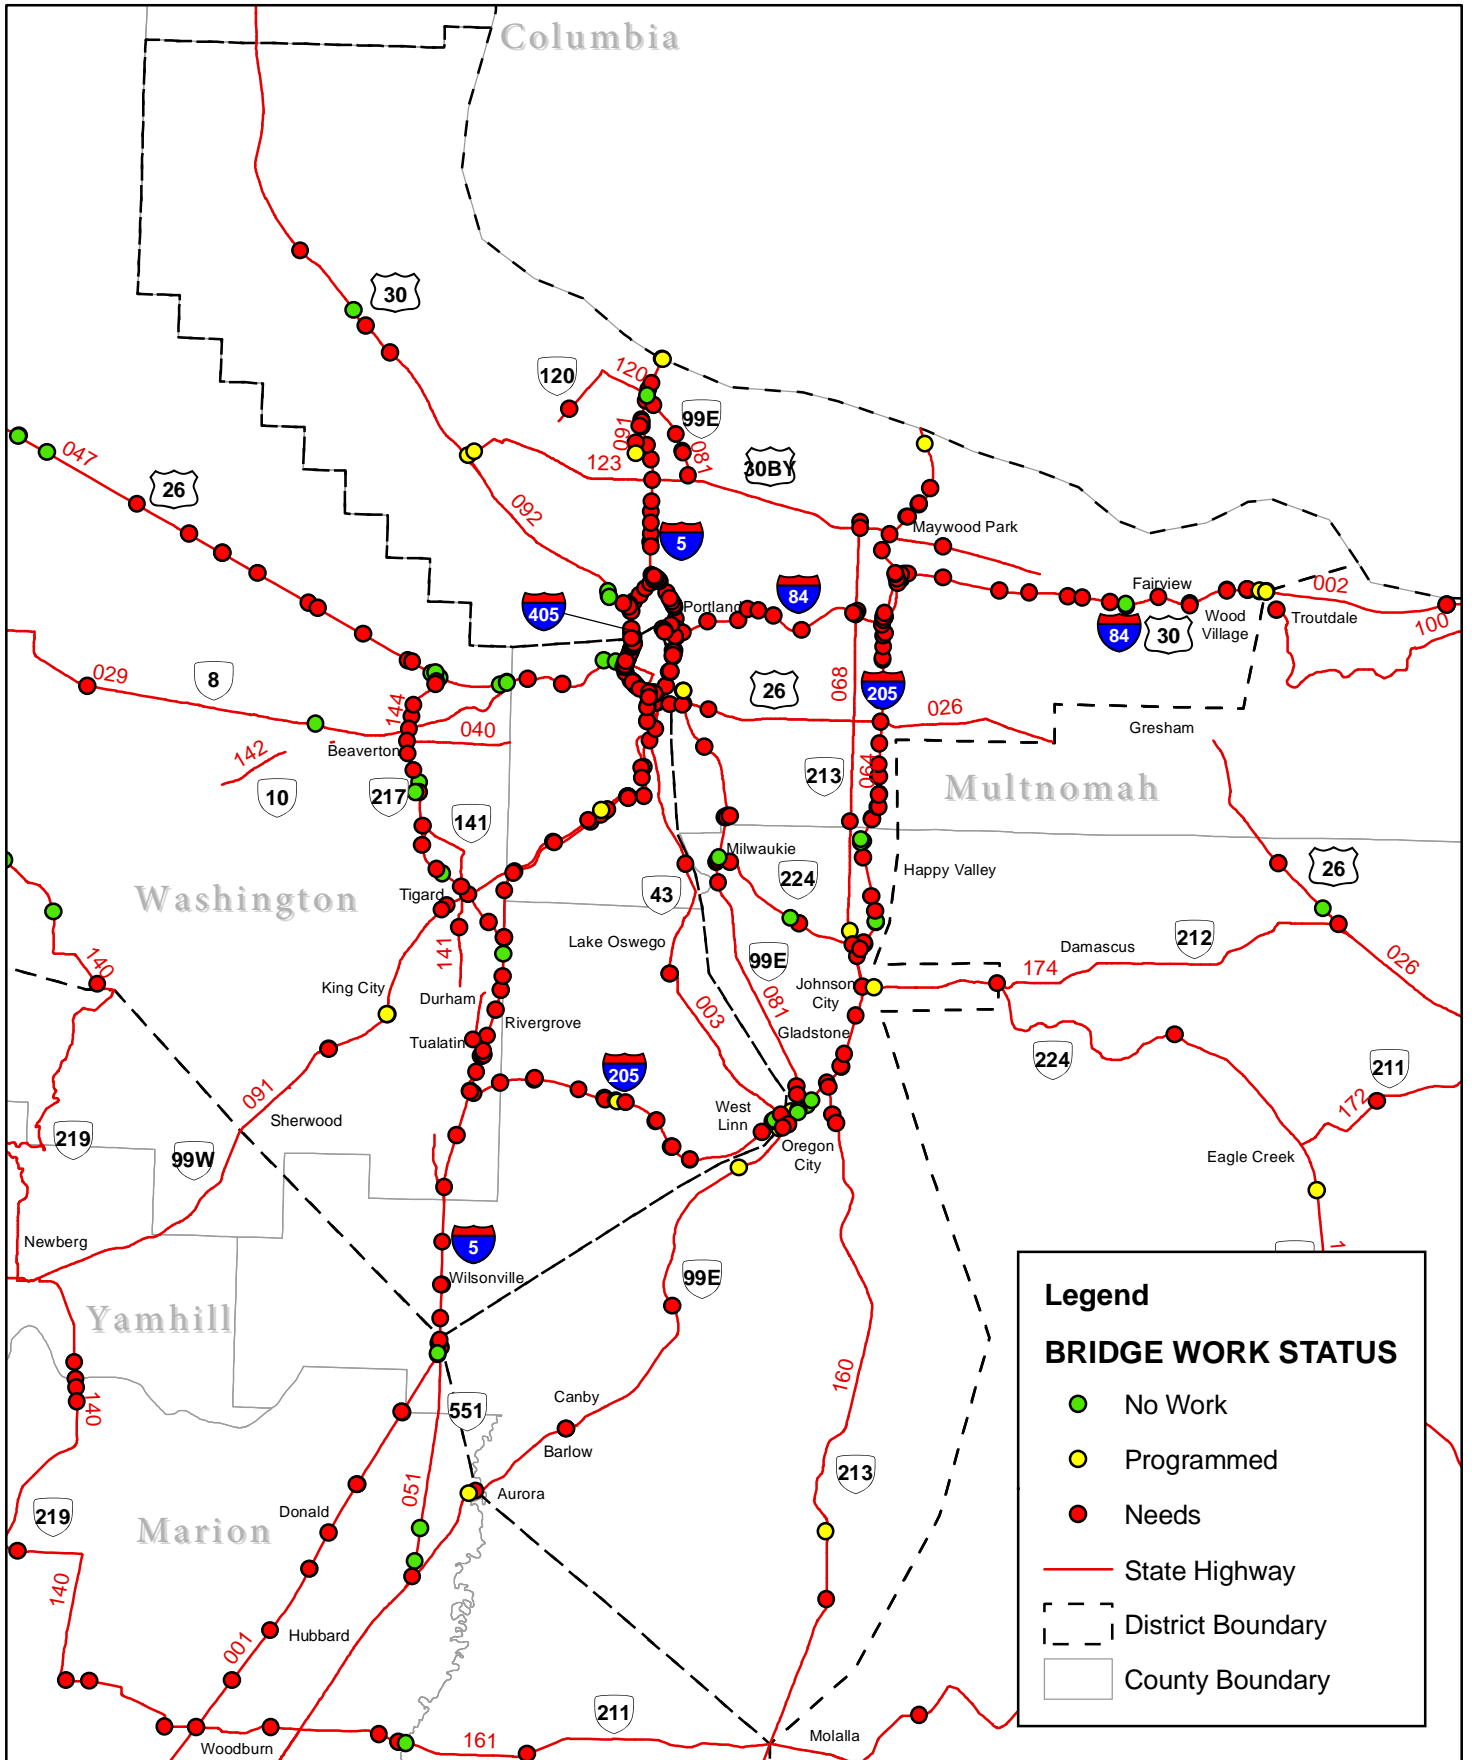 Columbia
30
120
120
99E
091
081
047
26
123
30BY
092
5
Maywood Park
405
Portland
84
Fairview
002
Wood
Village
Troutdale
84
30
100
029
8
144
26
068
205
026
Gresham
040
142
Beaverton
10
217
213
064
Multnomah
141
Milwaukie
Happy Valley
26
Washington
Tigard
43
224
Lake Oswego
141
99E
Damascus
212
140
King City
Durham
Johnson
City
174
026
003
081
Rivergrove
Tualatin
Gladstone
224
211
205
091
Sherwood
West
Linn
172
219
99W
Oregon
City
Eagle Creek
Newberg
5
Wilsonville
99E
1
Yamhill
Legend
BRIDGE WORK STATUS
No Work
Programmed
Needs
State Highway
District Boundary
County Boundary
140
551
Canby
160
Barlow
213
051
Aurora
Donald
219
Marion
140
001
Hubbard
211
161
Molalla
Woodburn